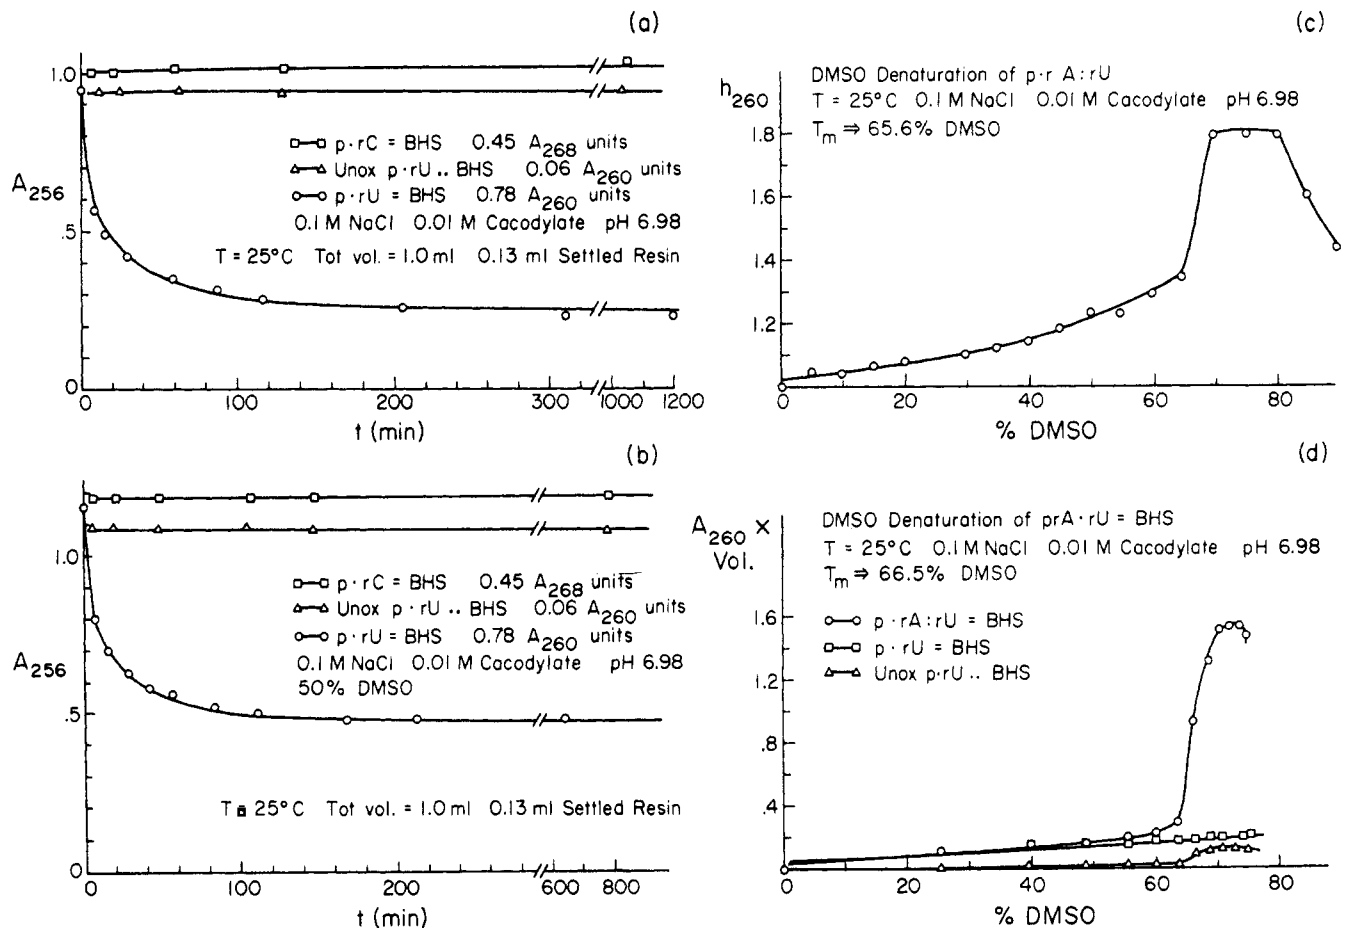 (a)
1.0
A256
.5
0
□-□ p·rC = BHS 0.45 A268 units
△-△ Unox p·rU.. BHS 0.06 A260 units
○-○ p·rU = BHS 0.78 A260 units
0.1 M NaCl 0.01 M Cacodylate pH 6.98
T = 25°C Tot vol. = 1.0 ml 0.13 ml Settled Resin
0 100 200 300 1000 1200
t (min)
(b)
1.0
A256
.5
0
□-□ p·rC = BHS 0.45 A268 units
△-△ Unox p·rU .. BHS 0.06 A260 units
○-○ p·rU = BHS 0.78 A260 units
0.1 M NaCl 0.01 M Cacodylate pH 6.98
50% DMSO
T = 25°C Tot vol. = 1.0 ml 0.13 ml Settled Resin
0 100 200 600 800
t (min)
(c)
h260
DMSO Denaturation of p·r A:rU
T = 25°C 0.1 M NaCl 0.01 M Cacodylate pH 6.98
Tm ⇒ 65.6% DMSO
1.8
1.6
1.4
1.2
0 20 40 60 80
% DMSO
(d)
A260 ×
Vol.
DMSO Denaturation of prA·rU = BHS
T = 25°C 0.1 M NaCl 0.01 M Cacodylate pH 6.98
Tm ⇒ 66.5% DMSO
○-○ p·rA:rU = BHS
□-□ p·rU = BHS
△-△ Unox p·rU.. BHS
1.6
1.2
.8
.4
0 20 40 60 80
% DMSO